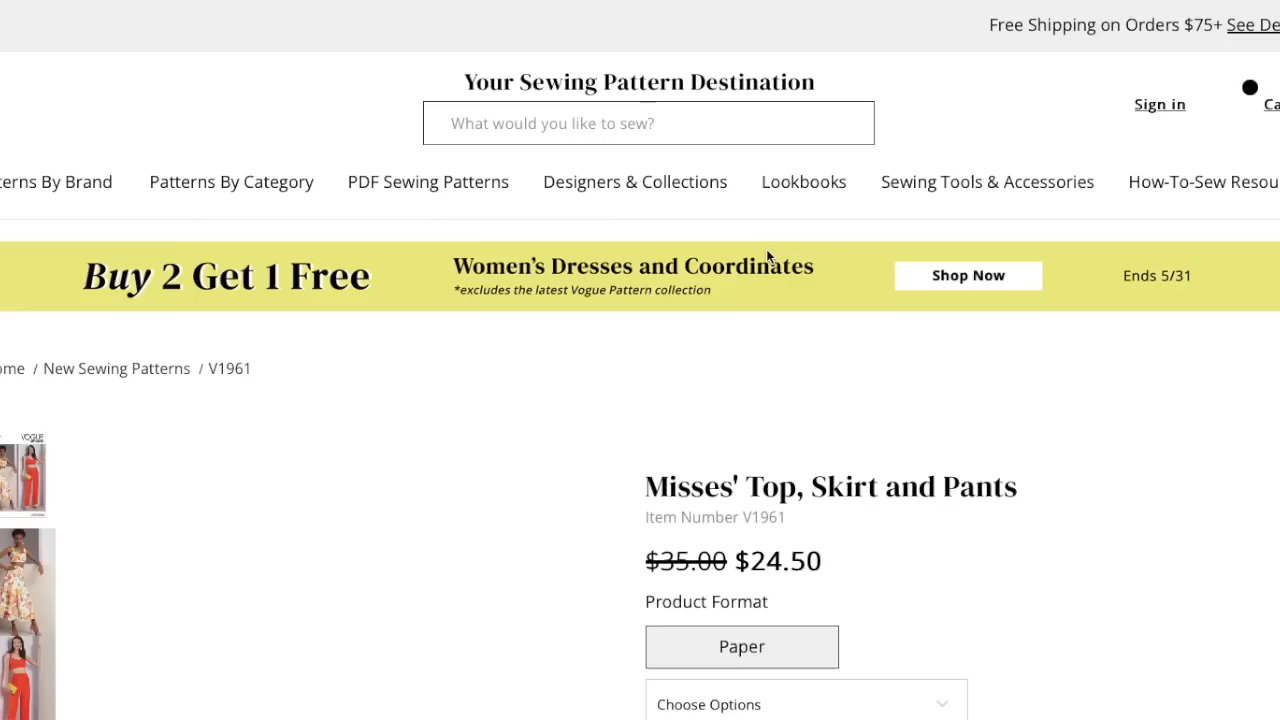 Free Shipping on Orders $75+ See De
Your Sewing Pattern Destination
What would you like to sew?
Sign in
Ca
terns By Brand
Patterns By Category
PDF Sewing Patterns
Designers & Collections
Lookbooks
Sewing Tools & Accessories
How-To-Sew Resou
Buy 2 Get 1 Free
Women's Dresses and Coordinates
*excludes the latest Vogue Pattern collection
Shop Now
Ends 5/31
ome / New Sewing Patterns / V1961
VOGUE
Misses' Top, Skirt and Pants
Item Number V1961
$35.00 $24.50
Product Format
Paper
Choose Options